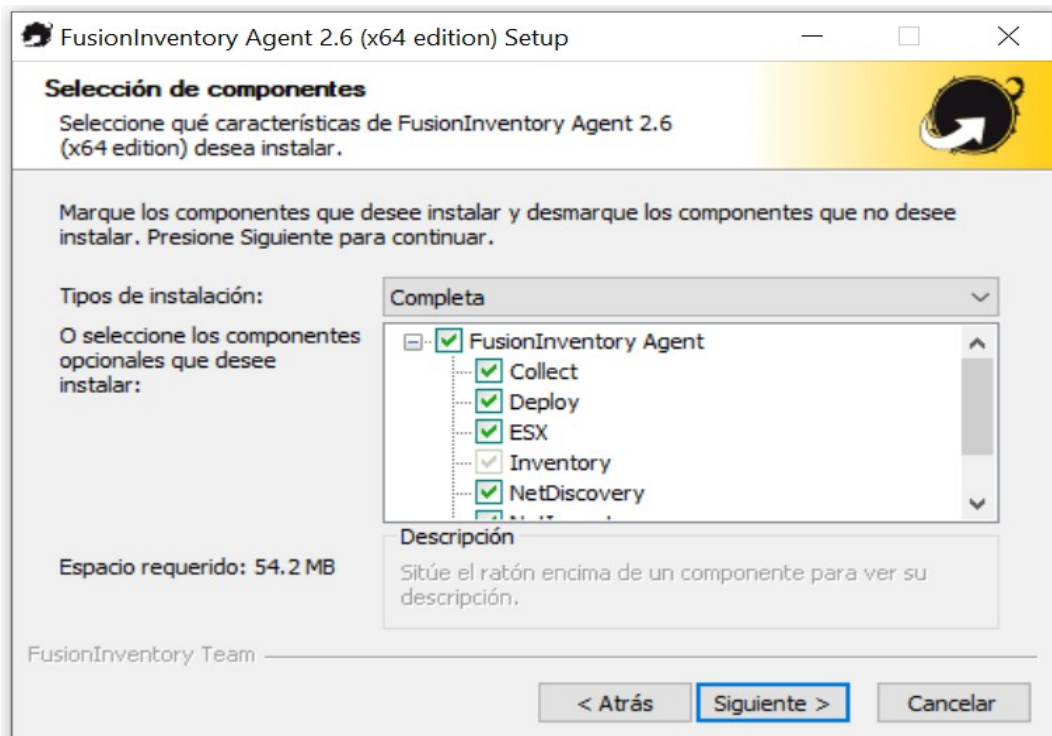 FusionInventory Agent 2.6 (x64 edition) Setup
Selección de componentes
Seleccione qué características de FusionInventory Agent 2.6
(x64 edition) desea instalar.
Marque los componentes que desee instalar y desmarque los componentes que no desee
instalar. Presione Siguiente para continuar.
Tipos de instalación:
Completa
O seleccione los componentes
opcionales que desee
instalar:
FusionInventory Agent
Collect
Deploy
ESX
Inventory
NetDiscovery
Espacio requerido: 54.2 MB
Descripción
Sitúe el ratón encima de un componente para ver su
descripción.
FusionInventory Team
< Atrás
Siguiente >
Cancelar